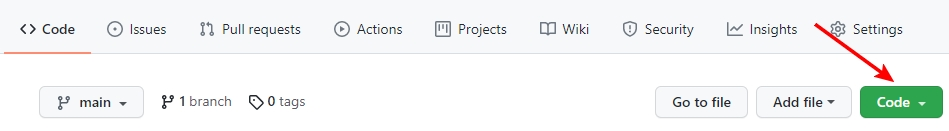 Code Issues Pull requests Actions Projects Wiki Security Insights Settings
main 1 branch 0 tags Go to file Add file Code